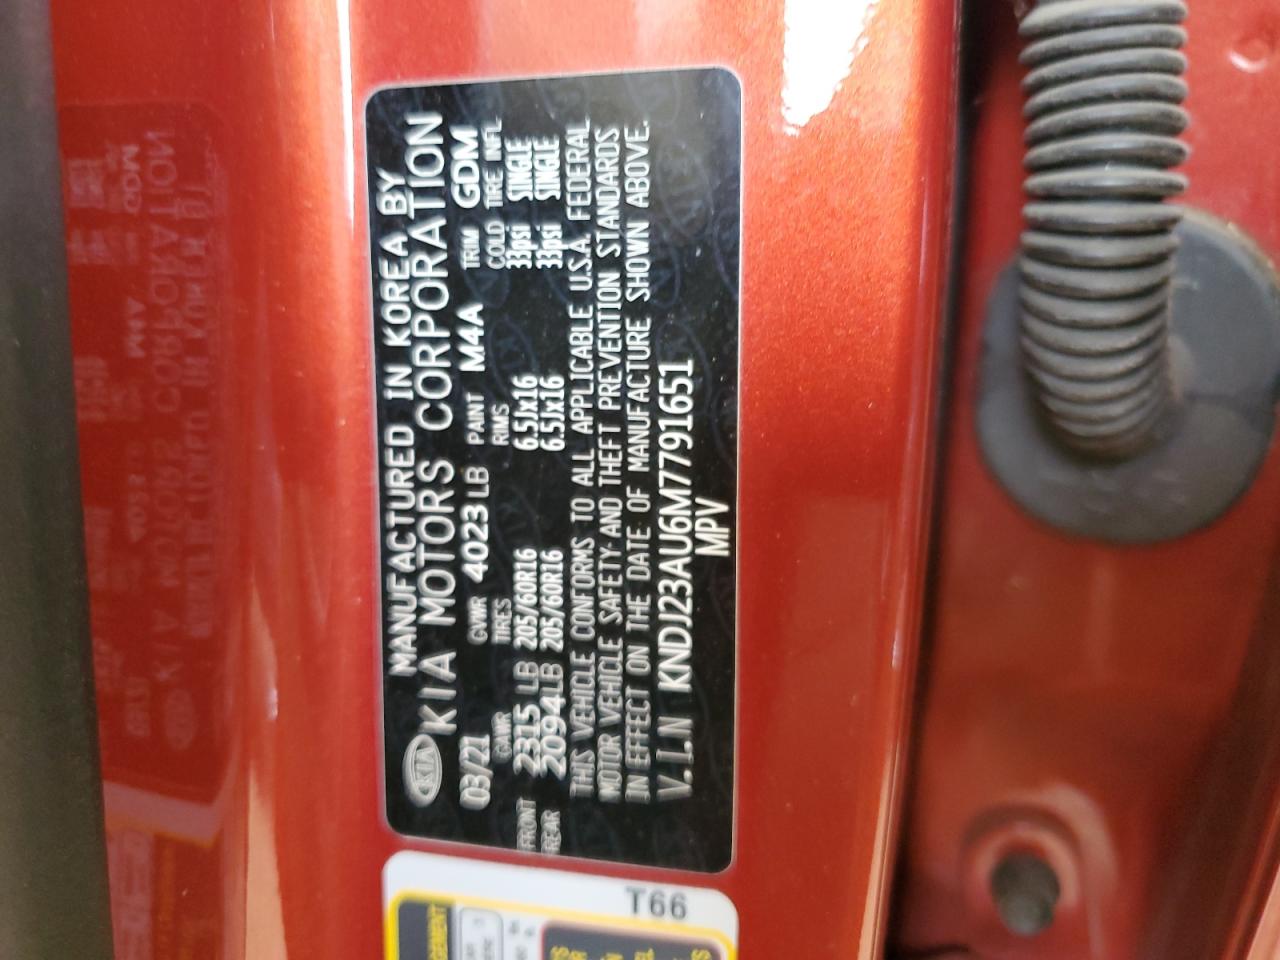 MANUFACTURED IN KOREA BY
KIA KIA MOTORS CORPORATION
03/21 GVWR 4023 LB PAINT M4A TRIM GDM
GAWR TIRES RIMS COLD TIRE INFL
FRONT 2315 LB 205/60R16 6.5Jx16 33psi SINGLE
REAR 2094LB 205/60R16 6.5Jx16 33psi SINGLE
THIS VEHICLE CONFORMS TO ALL APPLICABLE U.S.A. FEDERAL
MOTOR VEHICLE SAFETY AND THEFT PREVENTION STANDARDS
IN EFFECT ON THE DATE OF MANUFACTURE SHOWN ABOVE.
V.I.N KNDJ23AU6M7791651
MPV
T66